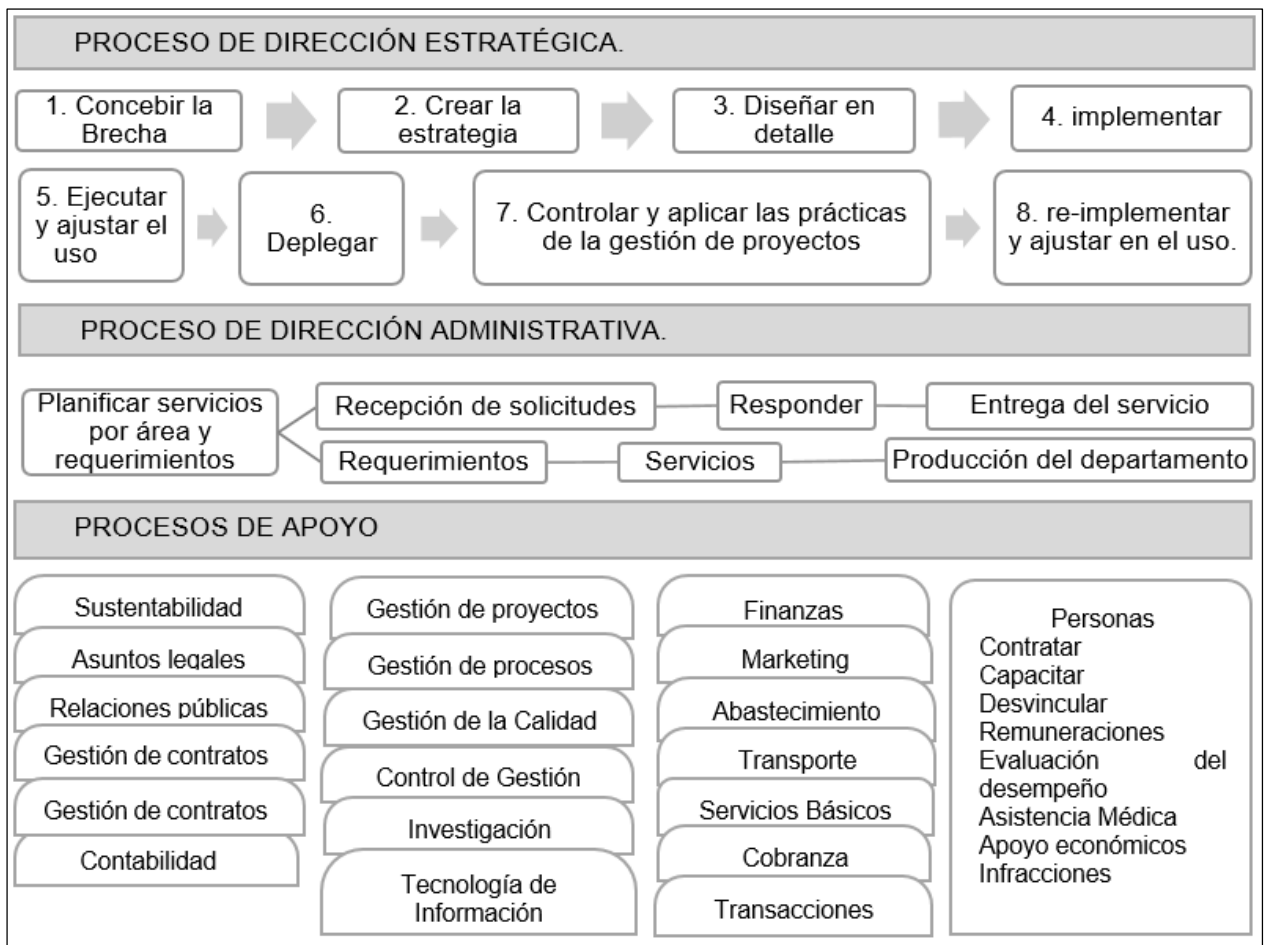 PROCESO DE DIRECCIÓN ESTRATÉGICA.
1. Concebir la
Brecha
2. Crear la
estrategia
3. Diseñar en
detalle
4. implementar
5. Ejecutar
y ajustar el
uso
6.
Deplegar
7. Controlar y aplicar las prácticas
de la gestión de proyectos
8. re-implementar
y ajustar en el uso.
PROCESO DE DIRECCIÓN ADMINISTRATIVA.
Planificar servicios
por área y
requerimientos
Recepción de solicitudes
Responder
Entrega del servicio
Requerimientos
Servicios
Producción del departamento
PROCESOS DE APOYO
Sustentabilidad
Asuntos legales
Relaciones públicas
Gestión de contratos
Gestión de contratos
Contabilidad
Gestión de proyectos
Gestión de procesos
Gestión de la Calidad
Control de Gestión
Investigación
Tecnología de
Información
Finanzas
Marketing
Abastecimiento
Transporte
Servicios Básicos
Cobranza
Transacciones
Personas
Contratar
Capacitar
Desvincular
Remuneraciones
Evaluación del
desempeño
Asistencia Médica
Apoyo económicos
Infracciones